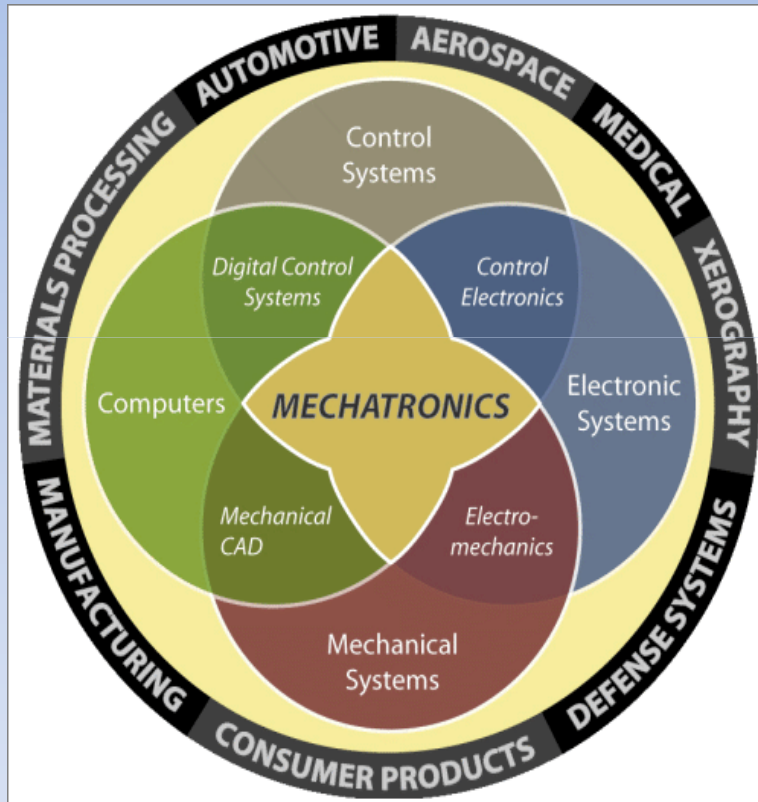 AUTOMOTIVE
AEROSPACE
MEDICAL
XEROGRAPHY
DEFENSE SYSTEMS
CONSUMER PRODUCTS
MANUFACTURING
MATERIALS PROCESSING
Control
Systems
Digital Control
Systems
Control
Electronics
Computers
MECHATRONICS
Electronic
Systems
Mechanical
CAD
Electro-
mechanics
Mechanical
Systems